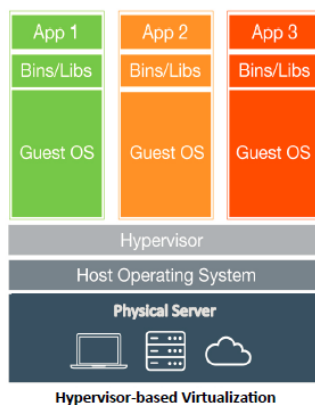 App 1 App 2 App 3
Bins/Libs Bins/Libs Bins/Libs
Guest OS Guest OS Guest OS
Hypervisor
Host Operating System
Physical Server
Hypervisor-based Virtualization